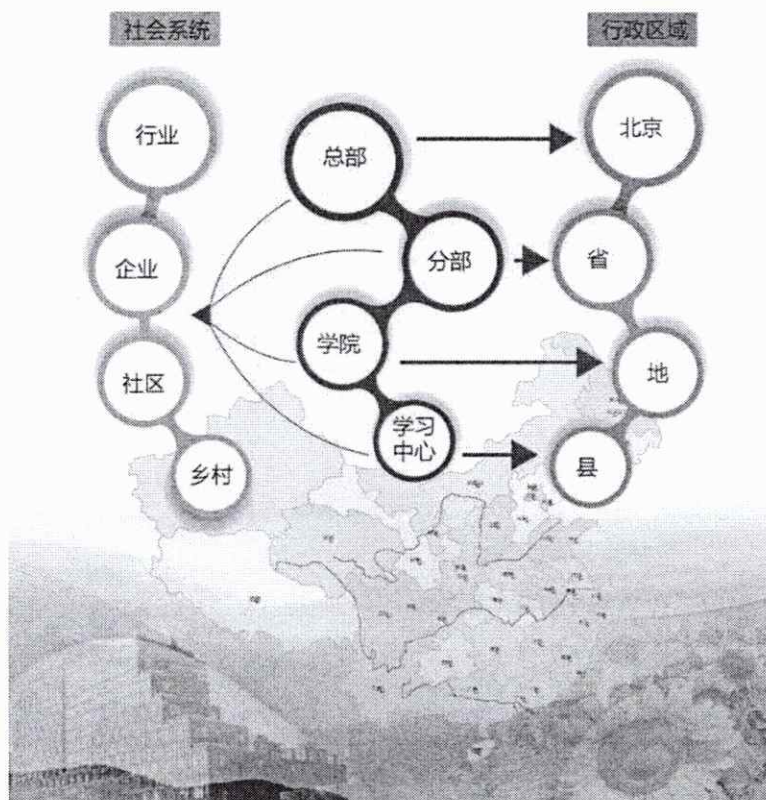 社会系统
行政区域
行业
总部
北京
企业
分部
省
社区
学院
地
乡村
学习
中心
县